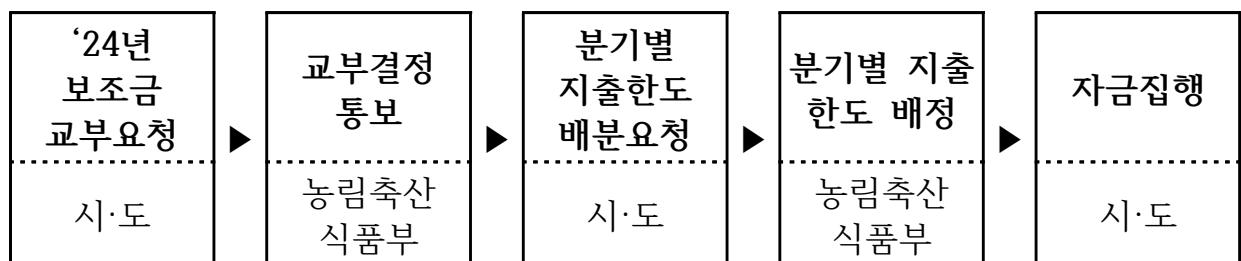 ‘24년
보조금
교부요청
시·도
▶
교부결정
통보
농림축산
식품부
▶
분기별
지출한도
배분요청
시·도
▶
분기별 지출
한도 배정
농림축산
식품부
▶
자금집행
시·도